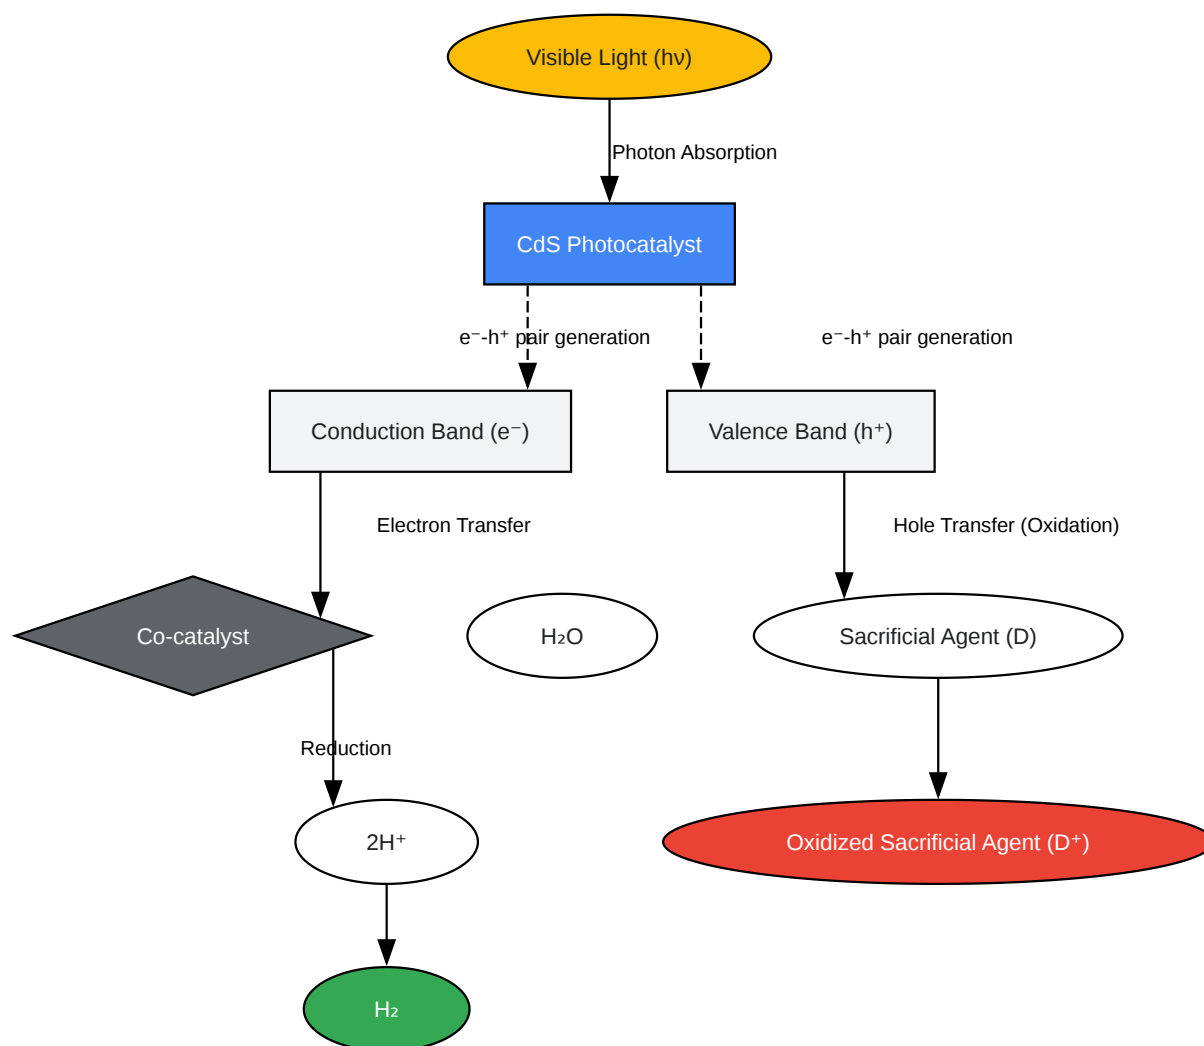 Visible Light (hν)
Photon Absorption
CdS Photocatalyst
e⁻-h⁺ pair generation
e⁻-h⁺ pair generation
Conduction Band (e⁻)
Valence Band (h⁺)
Electron Transfer
Hole Transfer (Oxidation)
Co-catalyst
H₂O
Sacrificial Agent (D)
Reduction
2H⁺
Oxidized Sacrificial Agent (D⁺)
H₂